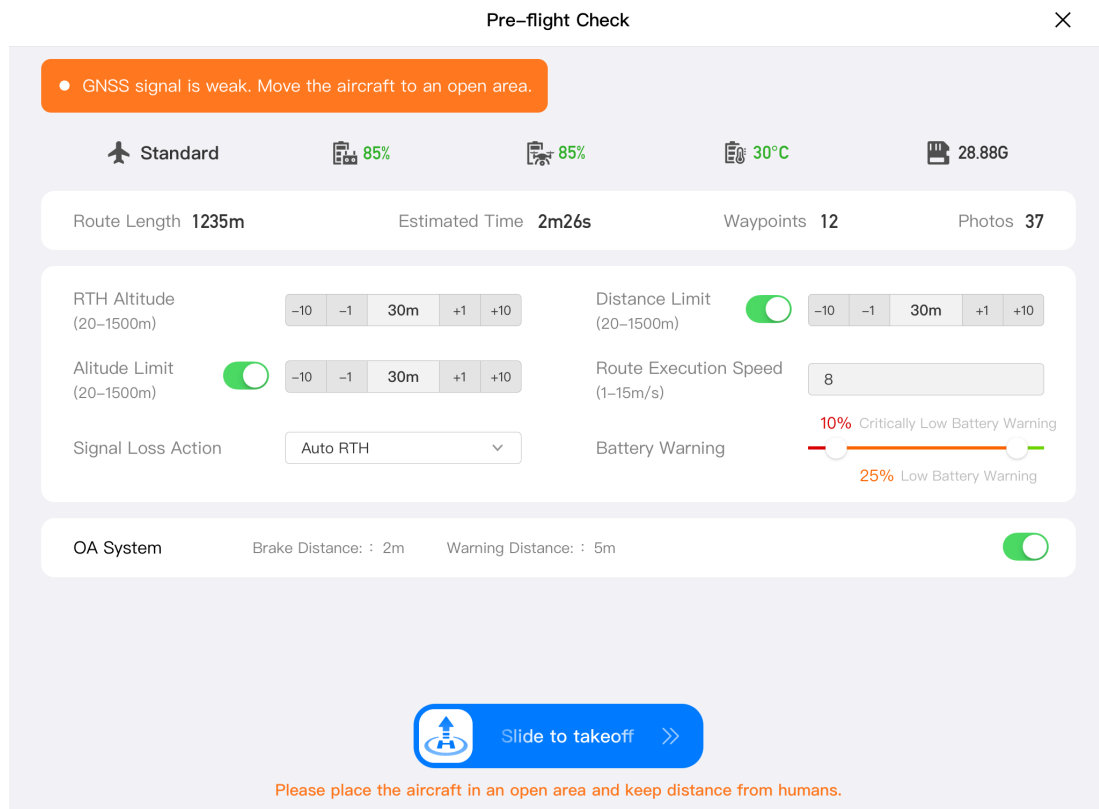 Pre-flight Check
GNSS signal is weak. Move the aircraft to an open area.
Standard 85% 85% 30°C 28.88G
Route Length 1235m Estimated Time 2m26s Waypoints 12 Photos 37
RTH Altitude
(20-1500m)
-10 -1 30m +1 +10
Distance Limit
(20-1500m)
-10 -1 30m +1 +10
Alitude Limit
(20-1500m)
-10 -1 30m +1 +10
Route Execution Speed
(1-15m/s)
8
Signal Loss Action Auto RTH
Battery Warning
10% Critically Low Battery Warning
25% Low Battery Warning
OA System Brake Distance: : 2m Warning Distance: : 5m
Slide to takeoff
Please place the aircraft in an open area and keep distance from humans.